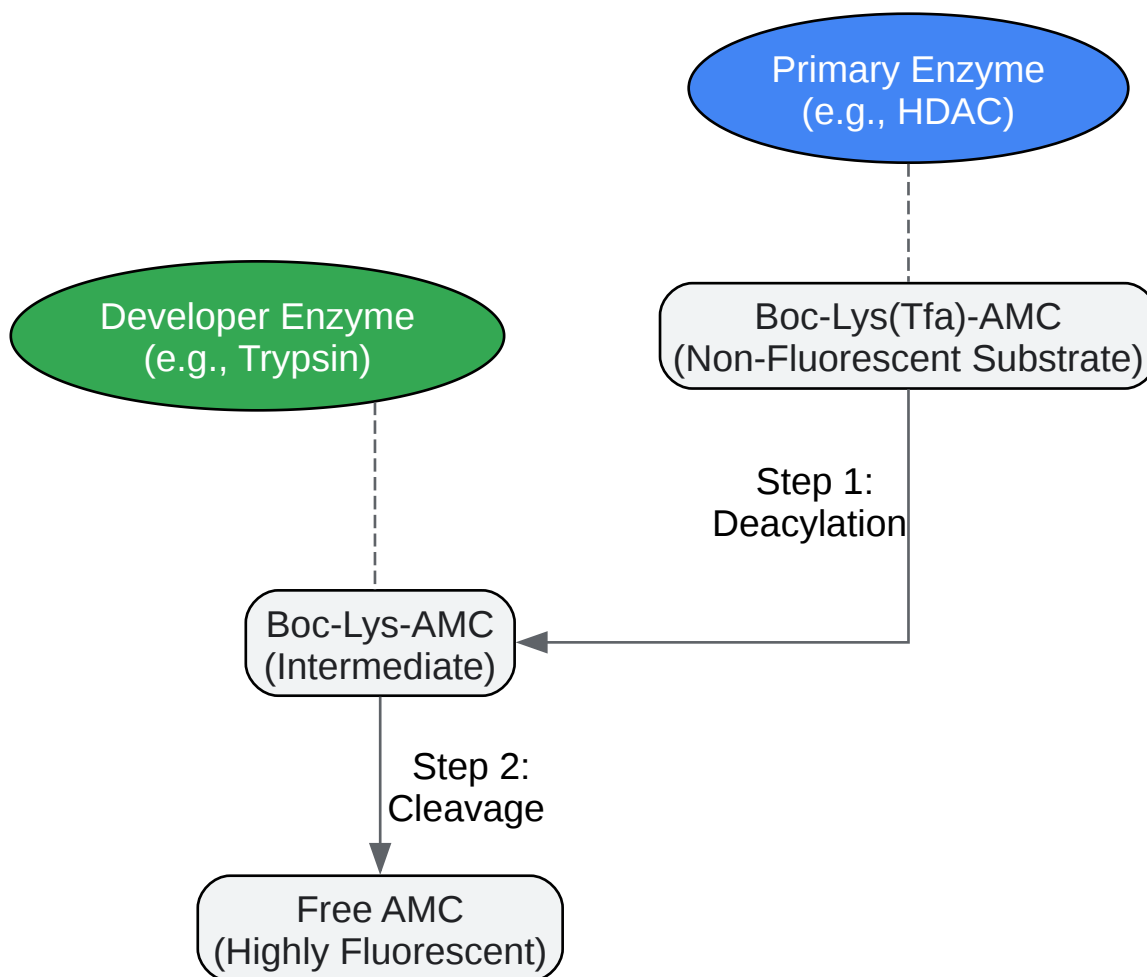 Primary Enzyme
(e.g., HDAC)
Developer Enzyme
(e.g., Trypsin)
Boc-Lys(Tfa)-AMC
(Non-Fluorescent Substrate)
Step 1:
Deacylation
Boc-Lys-AMC
(Intermediate)
Step 2:
Cleavage
Free AMC
(Highly Fluorescent)